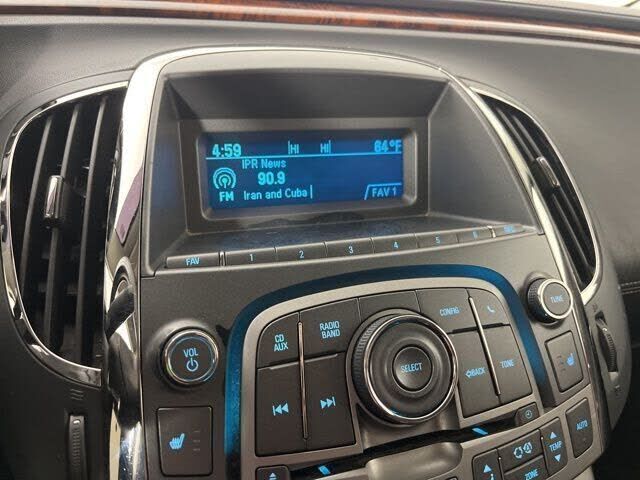 4:59 HI HI 64°F
IPR News
90.9
FM Iran and Cuba FAV 1
FAV 1 2 3 4 5 6
CD
AUX
RADIO
BAND
CONFIG
TUNE
VOL
SELECT
BACK
TONE
TEMP
AUTO
ZONE